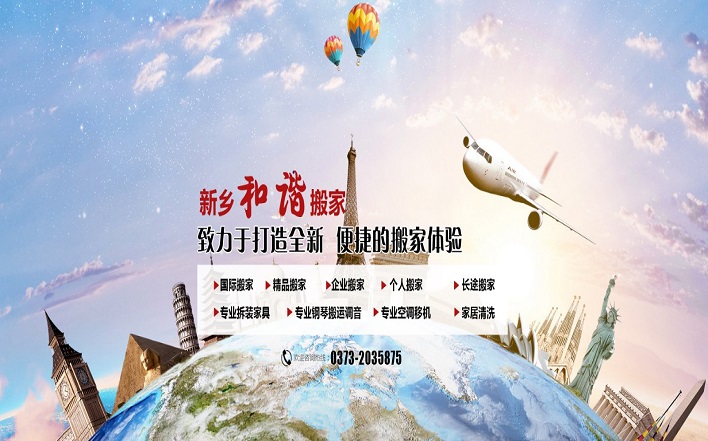 新乡和谐搬家
致力于打造全新 便捷的搬家体验
国际搬家 精品搬家 企业搬家 个人搬家 长途搬家
专业拆装家具 专业钢琴搬运调音 专业空调移机 家居清洗
0373-2035875